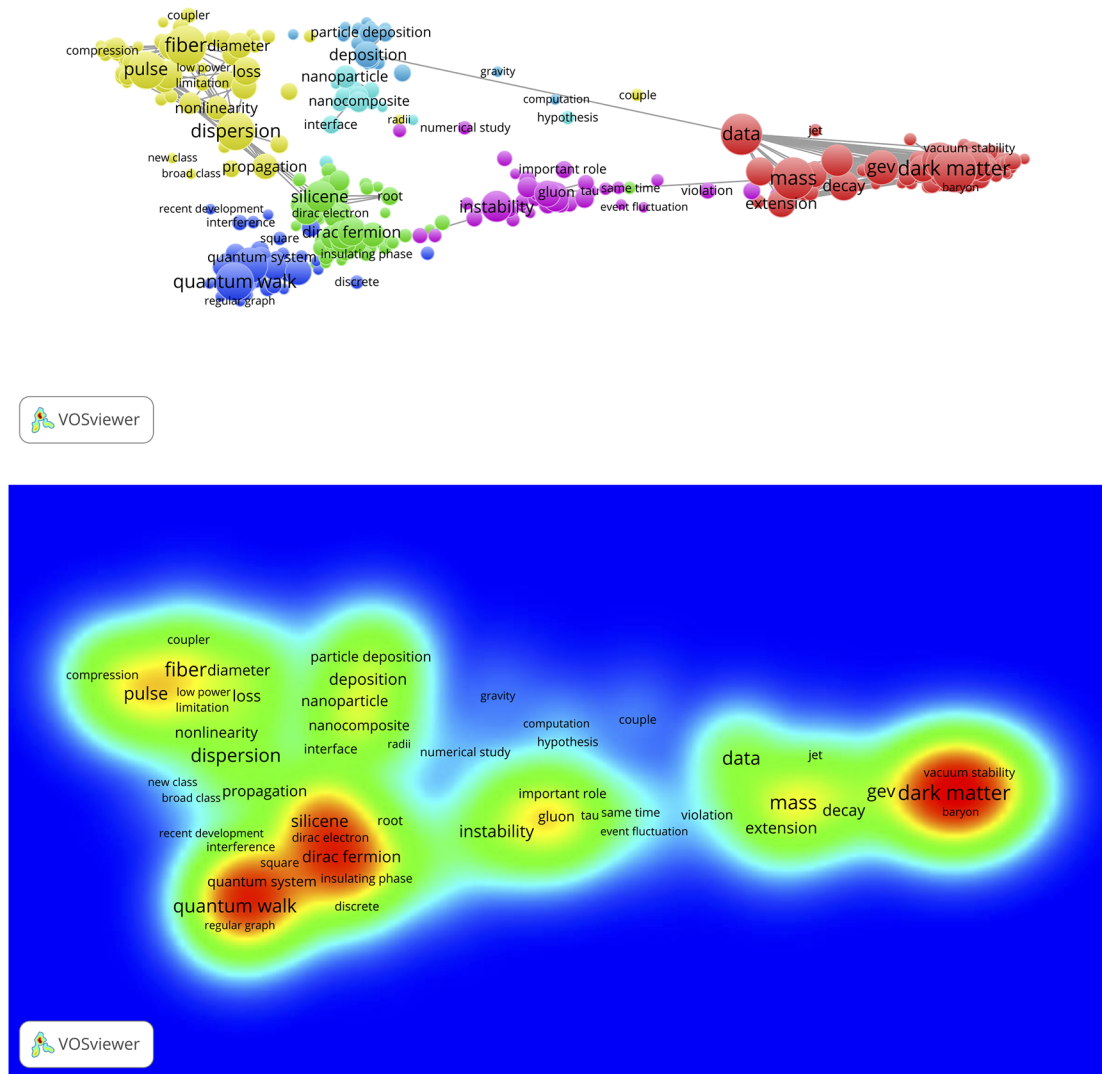 coupler
particle deposition
fiber
diameter
compression
deposition
low power
pulse
loss
gravity
nanoparticle
limitation
couple
computation
nanocomposite
nonlinearity
hypothesis
radii
interface
numerical study
jet
dispersion
data
vacuum stability
new class
important role
gev
dark matter
propagation
broad class
mass
decay
baryon
gluon
tau
same time
violation
silicene
root
extension
instability
event fluctuation
recent development
dirac electron
interference
dirac fermion
square
insulating phase
quantum system
quantum walk
discrete
regular graph
VOSviewer
coupler
particle deposition
fiber
diameter
compression
deposition
low power
pulse
loss
gravity
nanoparticle
limitation
couple
computation
nanocomposite
nonlinearity
hypothesis
radii
interface
numerical study
jet
dispersion
data
vacuum stability
new class
important role
gev
dark matter
propagation
broad class
mass
decay
baryon
gluon
tau
same time
violation
silicene
root
extension
instability
event fluctuation
recent development
dirac electron
interference
dirac fermion
square
insulating phase
quantum system
quantum walk
discrete
regular graph
VOSviewer